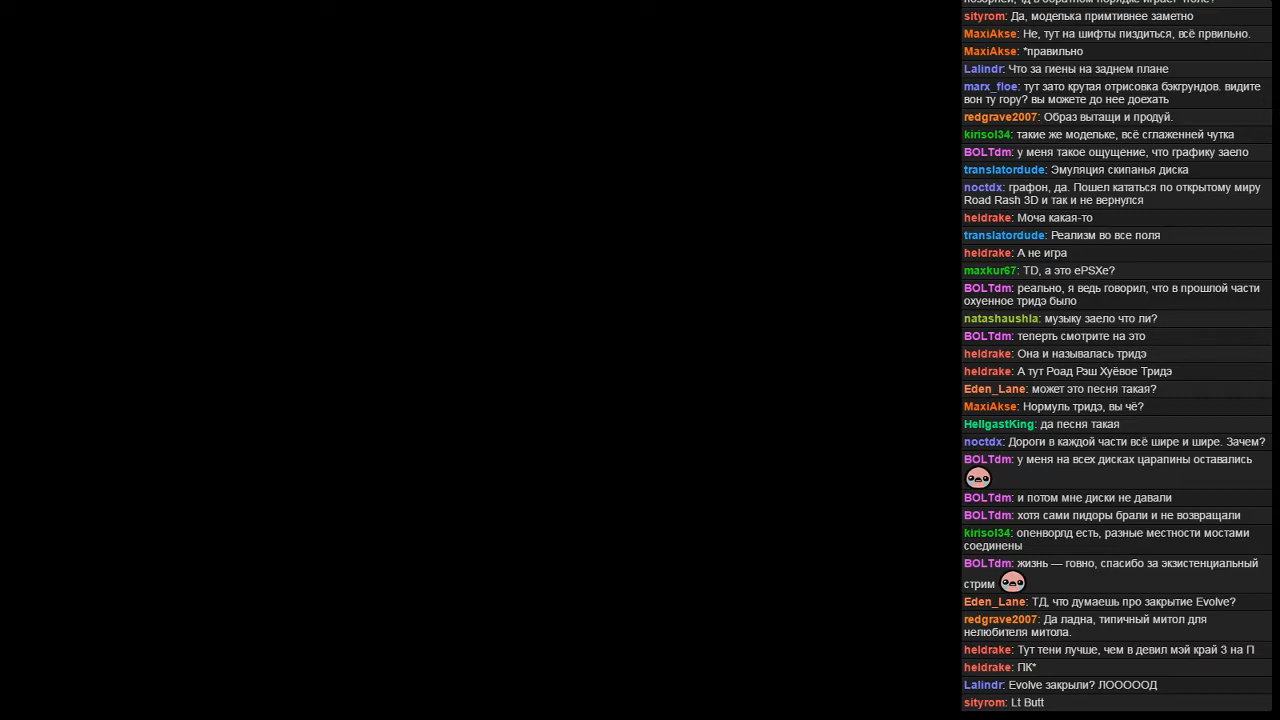 sityrom: Да, моделька примтивнее заметно
MaxiAkse: Не, тут на шифты пиздиться, всё првильно.
MaxiAkse: *правильно
Lalindr: Что за гиены на заднем плане
marx_floe: тут зато крутая отрисовка бэкгрундов. видите
вон ту гору? вы можете до нее доехать
redgrave2007: Образ вытащи и продуй.
kirisol34: такие же модельке, всё сглаженней чутка
BOLTdm: у меня такое ощущение, что графику заело
translatordude: Эмуляция скипанья диска
noctdx: графон, да. Пошел кататься по открытому миру
Road Rash 3D и так и не вернулся
heldrake: Моча какая-то
translatordude: Реализм во все поля
heldrake: А не игра
maxkur67: TD, а это ePSXe?
BOLTdm: реально, я ведь говорил, что в прошлой части
охуенное тридэ было
natashaushla: музыку заело что ли?
BOLTdm: теперть смотрите на это
heldrake: Она и называлась тридэ
heldrake: А тут Роад Рэш Хуёвое Тридэ
Eden_Lane: может это песня такая?
MaxiAkse: Нормуль тридэ, вы чё?
HellgastKing: да песня такая
noctdx: Дороги в каждой части всё шире и шире. Зачем?
BOLTdm: у меня на всех дисках царапины оставались
BOLTdm: и потом мне диски не давали
BOLTdm: хотя сами пидоры брали и не возвращали
kirisol34: опенворлд есть, разные местности мостами
соединены
BOLTdm: жизнь — говно, спасибо за экзистенциальный
стрим
Eden_Lane: ТД, что думаешь про закрытие Evolve?
redgrave2007: Да ладна, типичный митол для
нелюбителя митола.
heldrake: Тут тени лучше, чем в девил мэй край 3 на П
heldrake: ПК*
Lalindr: Evolve закрыли? ЛОООООД
sityrom: Lt Butt